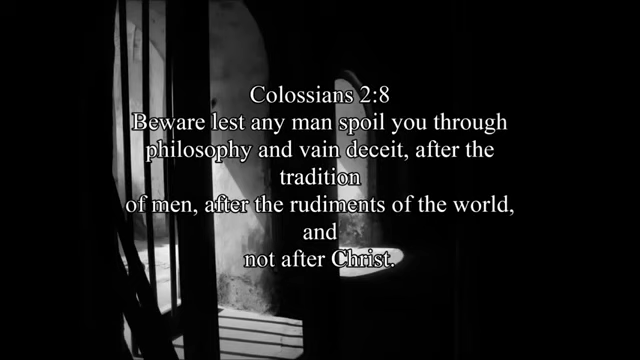 Colossians 2:8
Beware lest any man spoil you through
philosophy and vain deceit, after the
tradition
of men, after the rudiments of the world,
and
not after Christ.